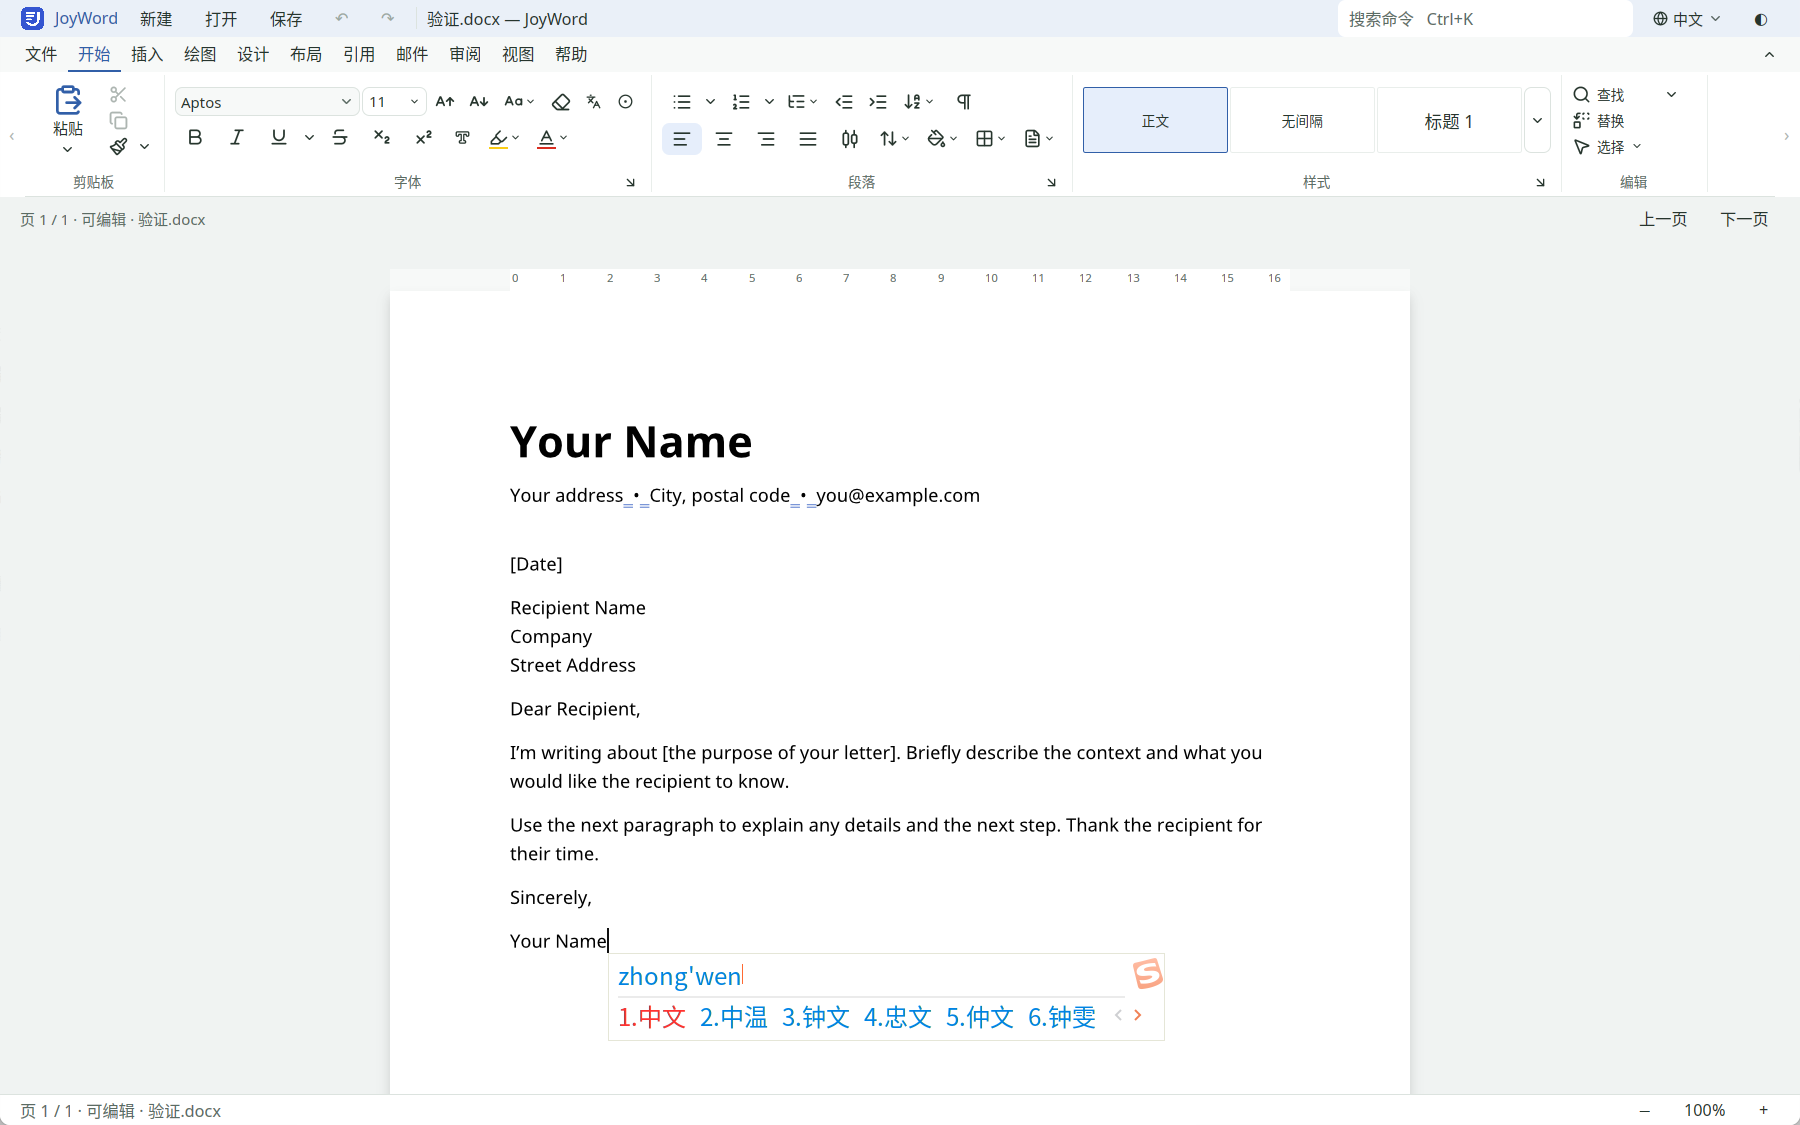 JoyWord 新建 打开 保存 验证.docx — JoyWord 搜索命令 Ctrl+K 中文
文件 开始 插入 绘图 设计 布局 引用 邮件 审阅 视图 帮助
粘贴
剪贴板
Aptos 11
字体
段落
正文 无间隔 标题 1
样式
查找
替换
选择
编辑
页 1 / 1 · 可编辑 · 验证.docx 上一页 下一页
0 1 2 3 4 5 6 7 8 9 10 11 12 13 14 15 16
Your Name
Your address • City, postal code • you@example.com
[Date]
Recipient Name
Company
Street Address
Dear Recipient,
I’m writing about [the purpose of your letter]. Briefly describe the context and what you
would like the recipient to know.
Use the next paragraph to explain any details and the next step. Thank the recipient for
their time.
Sincerely,
Your Name
zhong'wen
1.中文 2.中温 3.钟文 4.忠文 5.仲文 6.钟雯
页 1 / 1 · 可编辑 · 验证.docx — 100% +